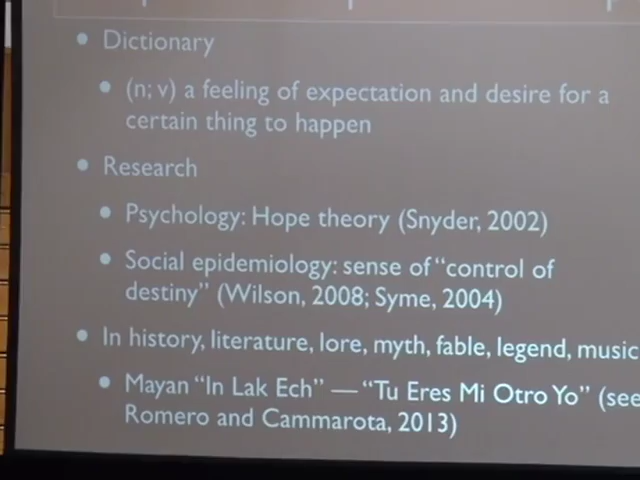 • Dictionary
• (n; v) a feeling of expectation and desire for a
certain thing to happen
• Research
• Psychology: Hope theory (Snyder, 2002)
• Social epidemiology: sense of "control of
destiny" (Wilson, 2008; Syme, 2004)
• In history, literature, lore, myth, fable, legend, music
• Mayan "In Lak Ech" — "Tu Eres Mi Otro Yo" (see
Romero and Cammarota, 2013)